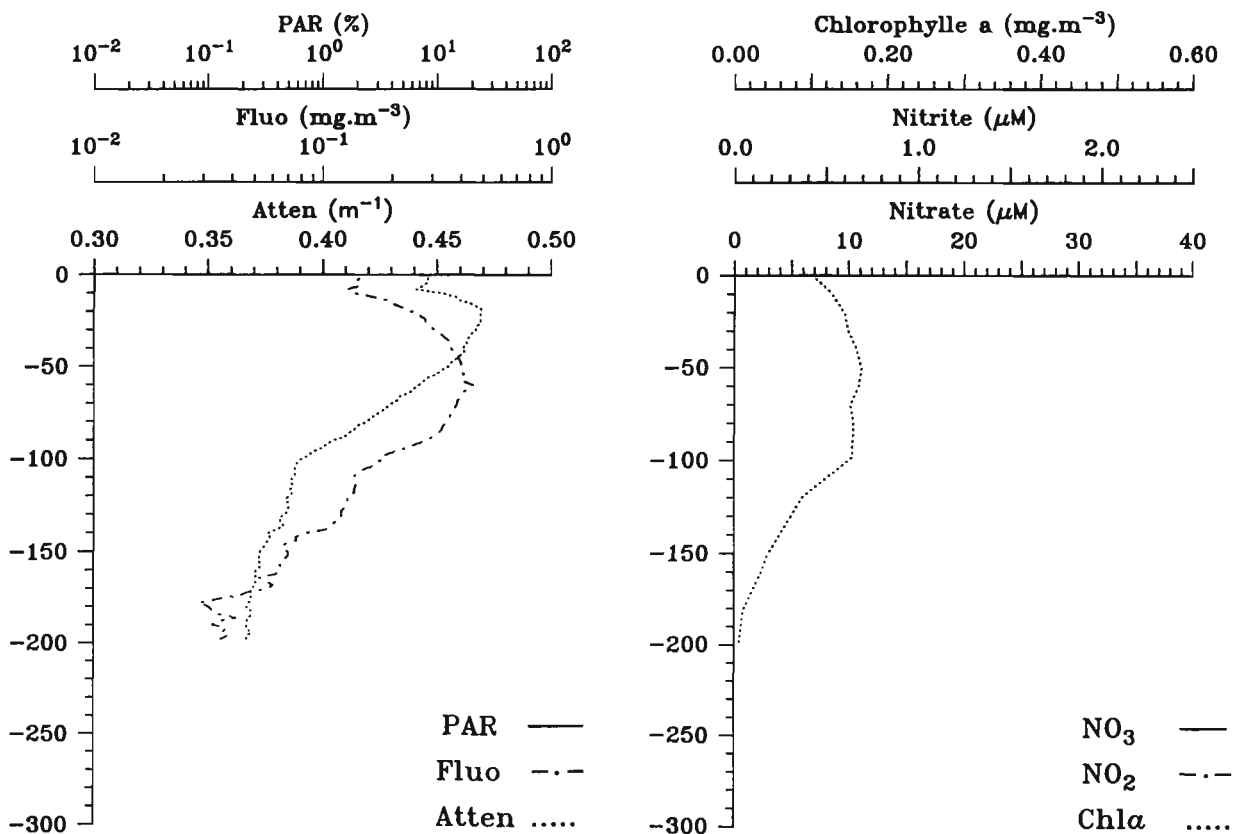 PAR (%)
10⁻² 10⁻¹ 10⁰ 10¹ 10²
Fluo (mg.m⁻³)
10⁻² 10⁻¹ 10⁰
Atten (m⁻¹)
0.30 0.35 0.40 0.45 0.50
0
-50
-100
-150
-200
-250
-300
PAR
Fluo
Atten
Chlorophylle a (mg.m⁻³)
0.00 0.20 0.40 0.60
Nitrite (μM)
0.0 1.0 2.0
Nitrate (μM)
0 10 20 30 40
0
-50
-100
-150
-200
-250
-300
NO₃
NO₂
Chla